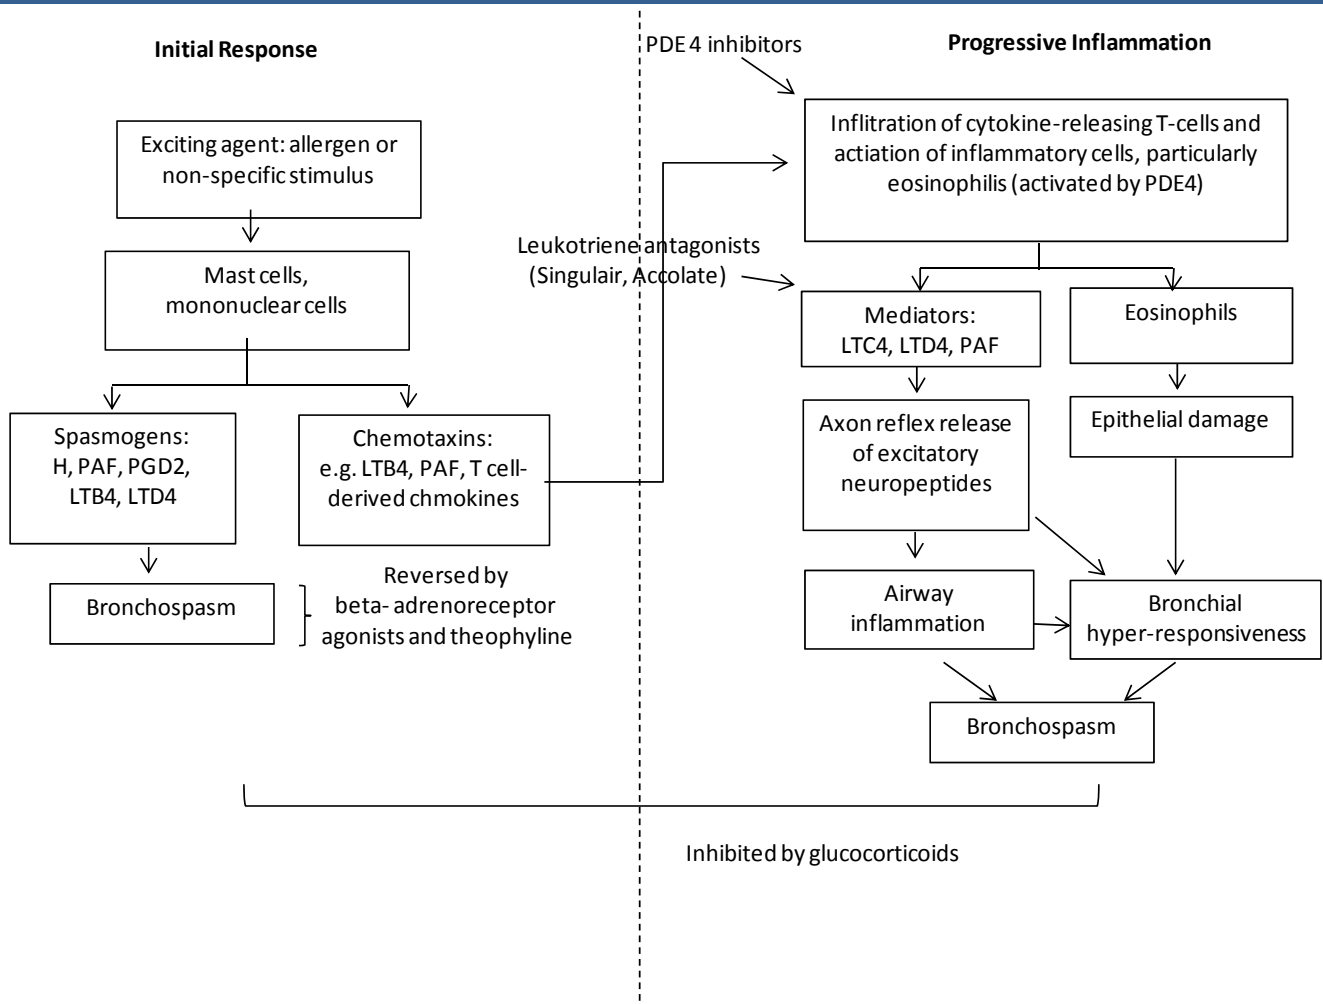 Initial Response
Exciting agent: allergen or
non-specific stimulus
Mast cells,
mononuclear cells
Spasmogens:
H, PAF, PGD2,
LTB4, LTD4
Chemotaxins:
e.g. LTB4, PAF, T cell-
derived chmokines
Bronchospasm
Reversed by
beta- adrenoreceptor
agonists and theophyline
PDE 4 inhibitors
Progressive Inflammation
Inflitration of cytokine-releasing T-cells and
actiation of inflammatory cells, particularly
eosinophilis (activated by PDE4)
Leukotriene antagonists
(Singulair, Accolate)
Mediators:
LTC4, LTD4, PAF
Eosinophils
Axon reflex release
of excitatory
neuropeptides
Epithelial damage
Airway
inflammation
Bronchial
hyper-responsiveness
Bronchospasm
Inhibited by glucocorticoids